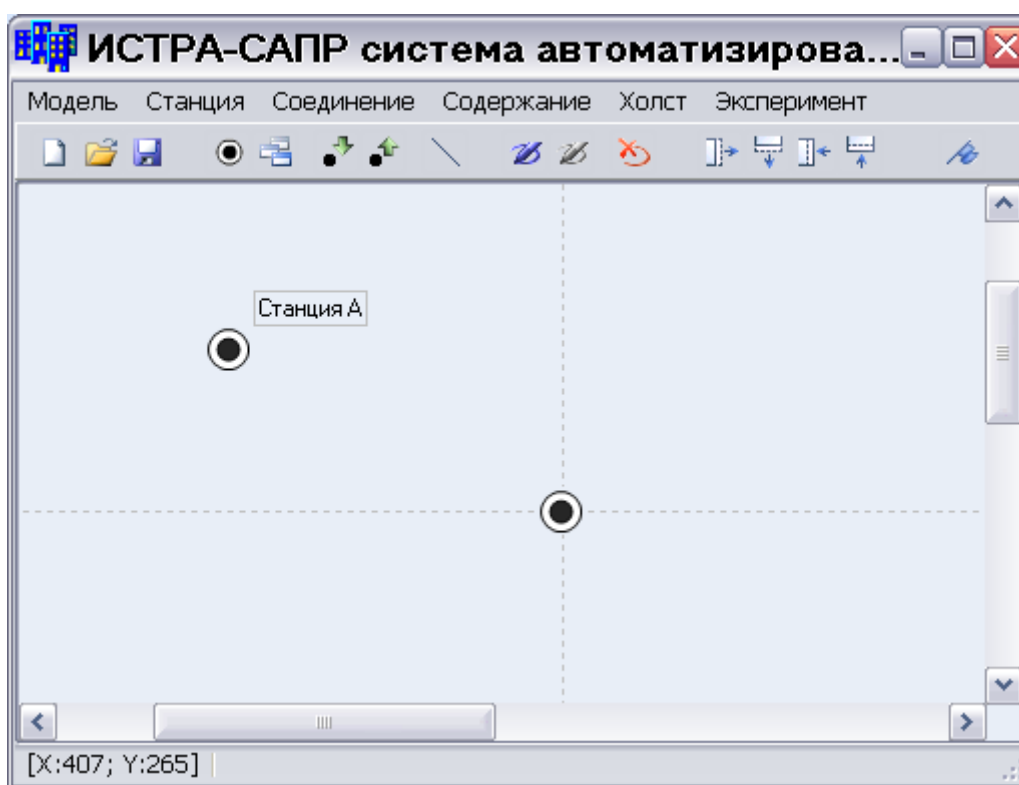 ИСТРА-САПР система автоматизирова...
Модель Станция Соединение Содержание Холст Эксперимент
Станция А
[X:407; Y:265]